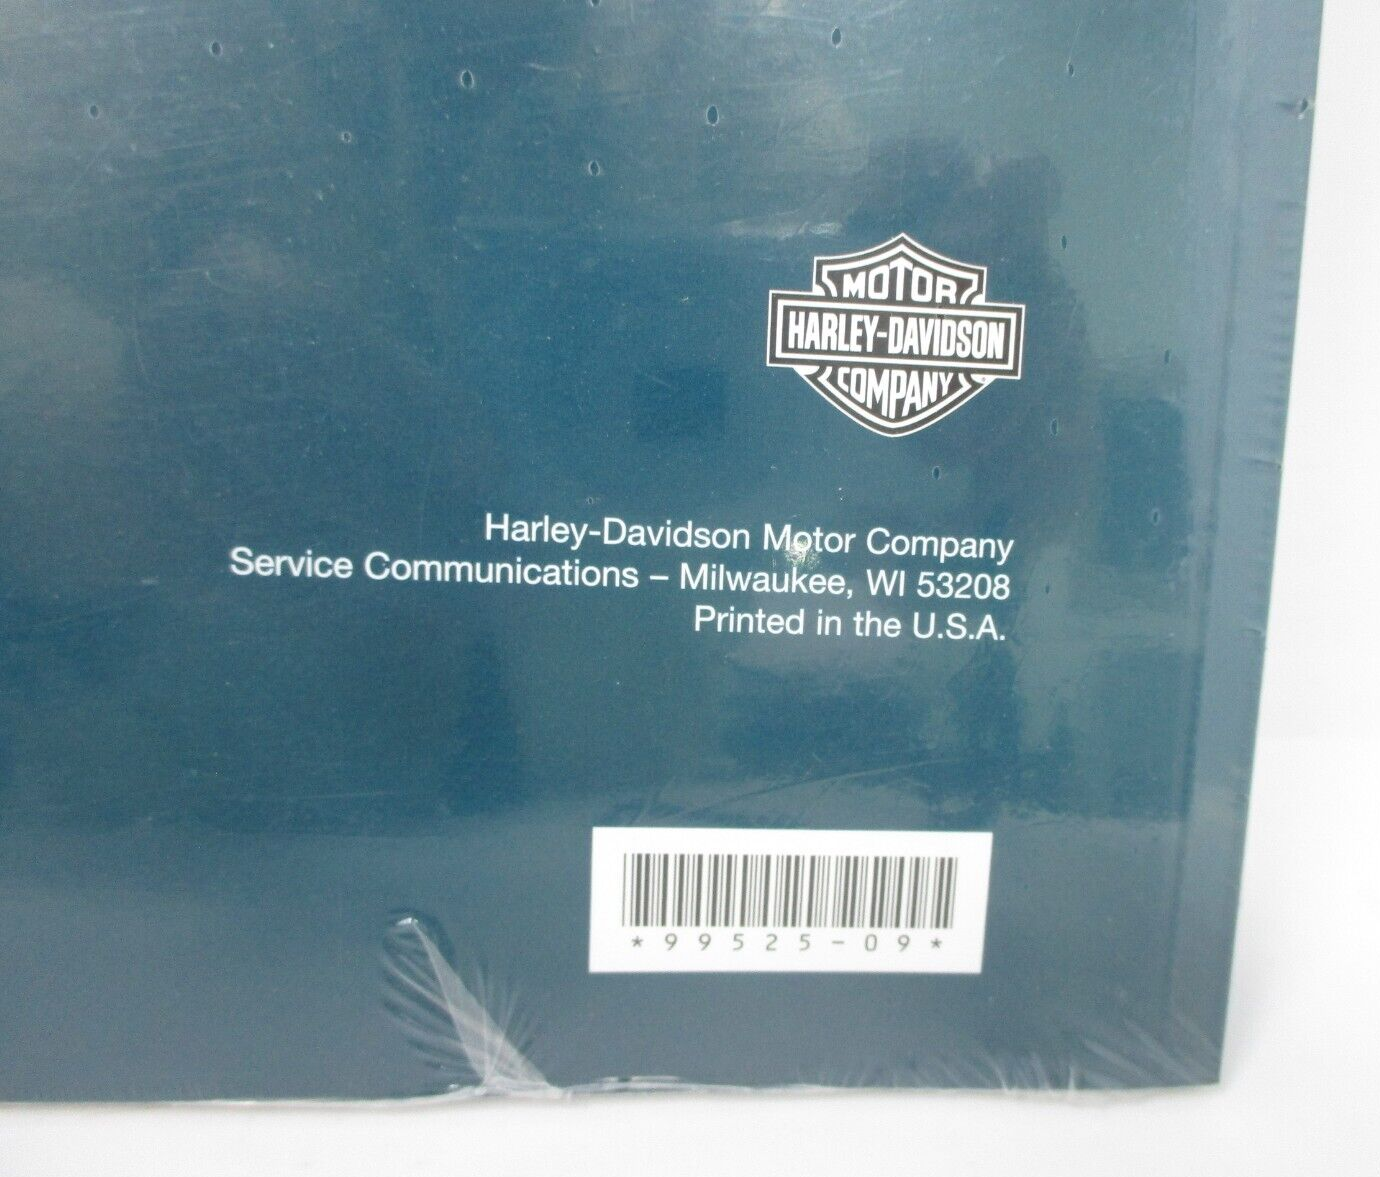 MOTOR
HARLEY-DAVIDSON
COMPANY
Harley-Davidson Motor Company
Service Communications – Milwaukee, WI 53208
Printed in the U.S.A.
*99525-09*